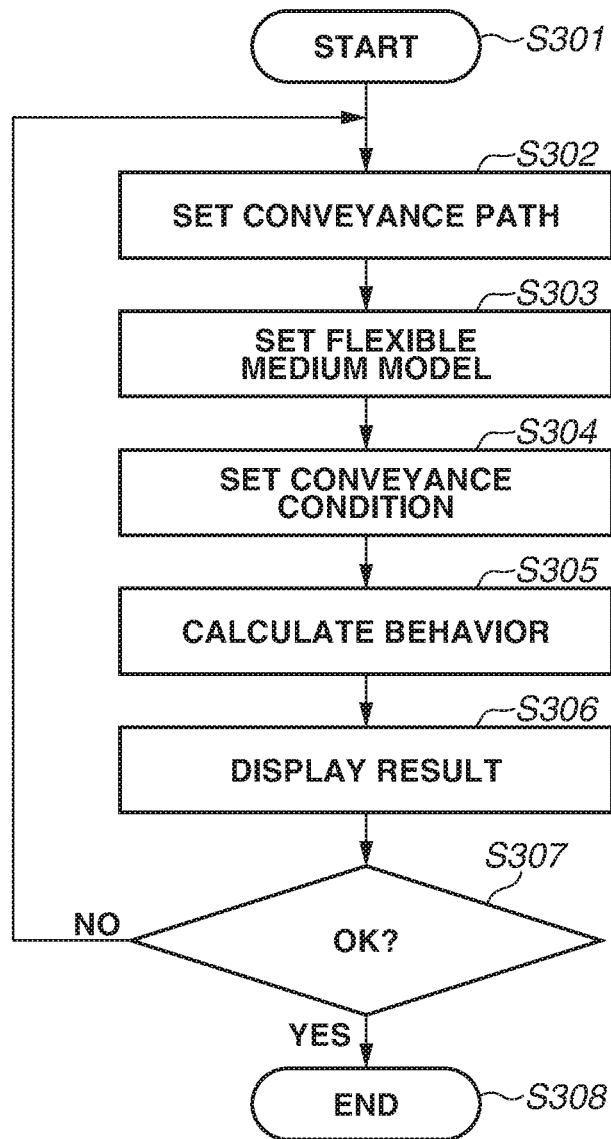 START
S301
S302
SET CONVEYANCE PATH
S303
SET FLEXIBLE
MEDIUM MODEL
S304
SET CONVEYANCE
CONDITION
S305
CALCULATE BEHAVIOR
S306
DISPLAY RESULT
S307
NO
OK?
YES
END
S308